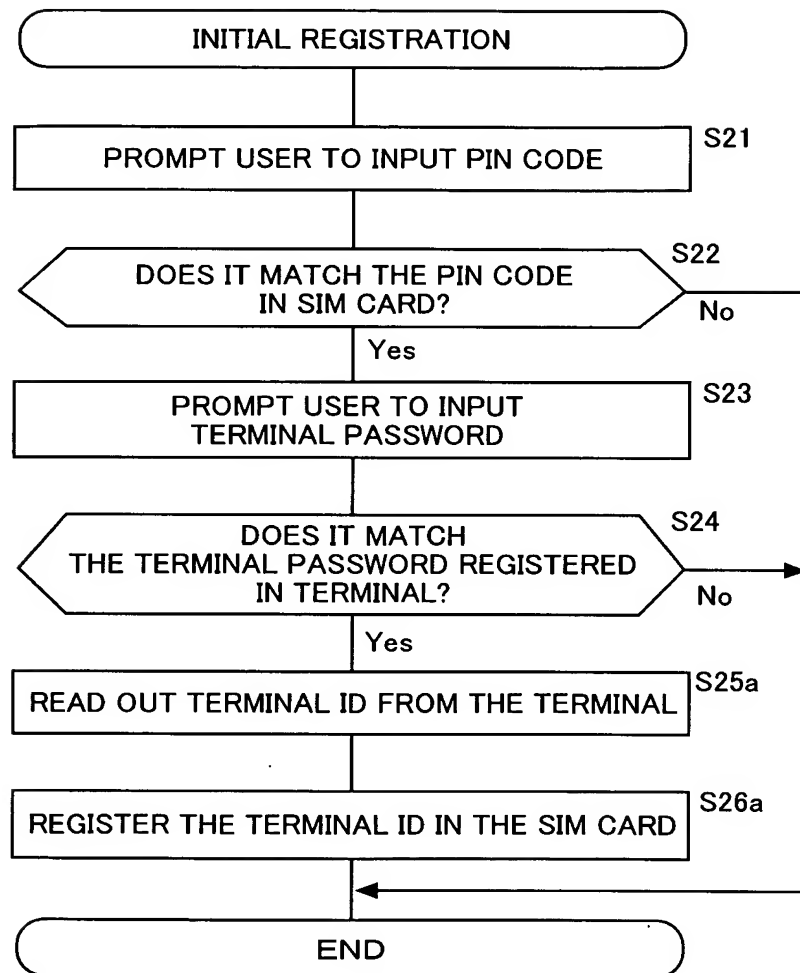 INITIAL REGISTRATION
S21
PROMPT USER TO INPUT PIN CODE
S22
DOES IT MATCH THE PIN CODE
IN SIM CARD?
No
Yes
S23
PROMPT USER TO INPUT
TERMINAL PASSWORD
S24
DOES IT MATCH
THE TERMINAL PASSWORD REGISTERED
IN TERMINAL?
No
Yes
S25a
READ OUT TERMINAL ID FROM THE TERMINAL
S26a
REGISTER THE TERMINAL ID IN THE SIM CARD
END